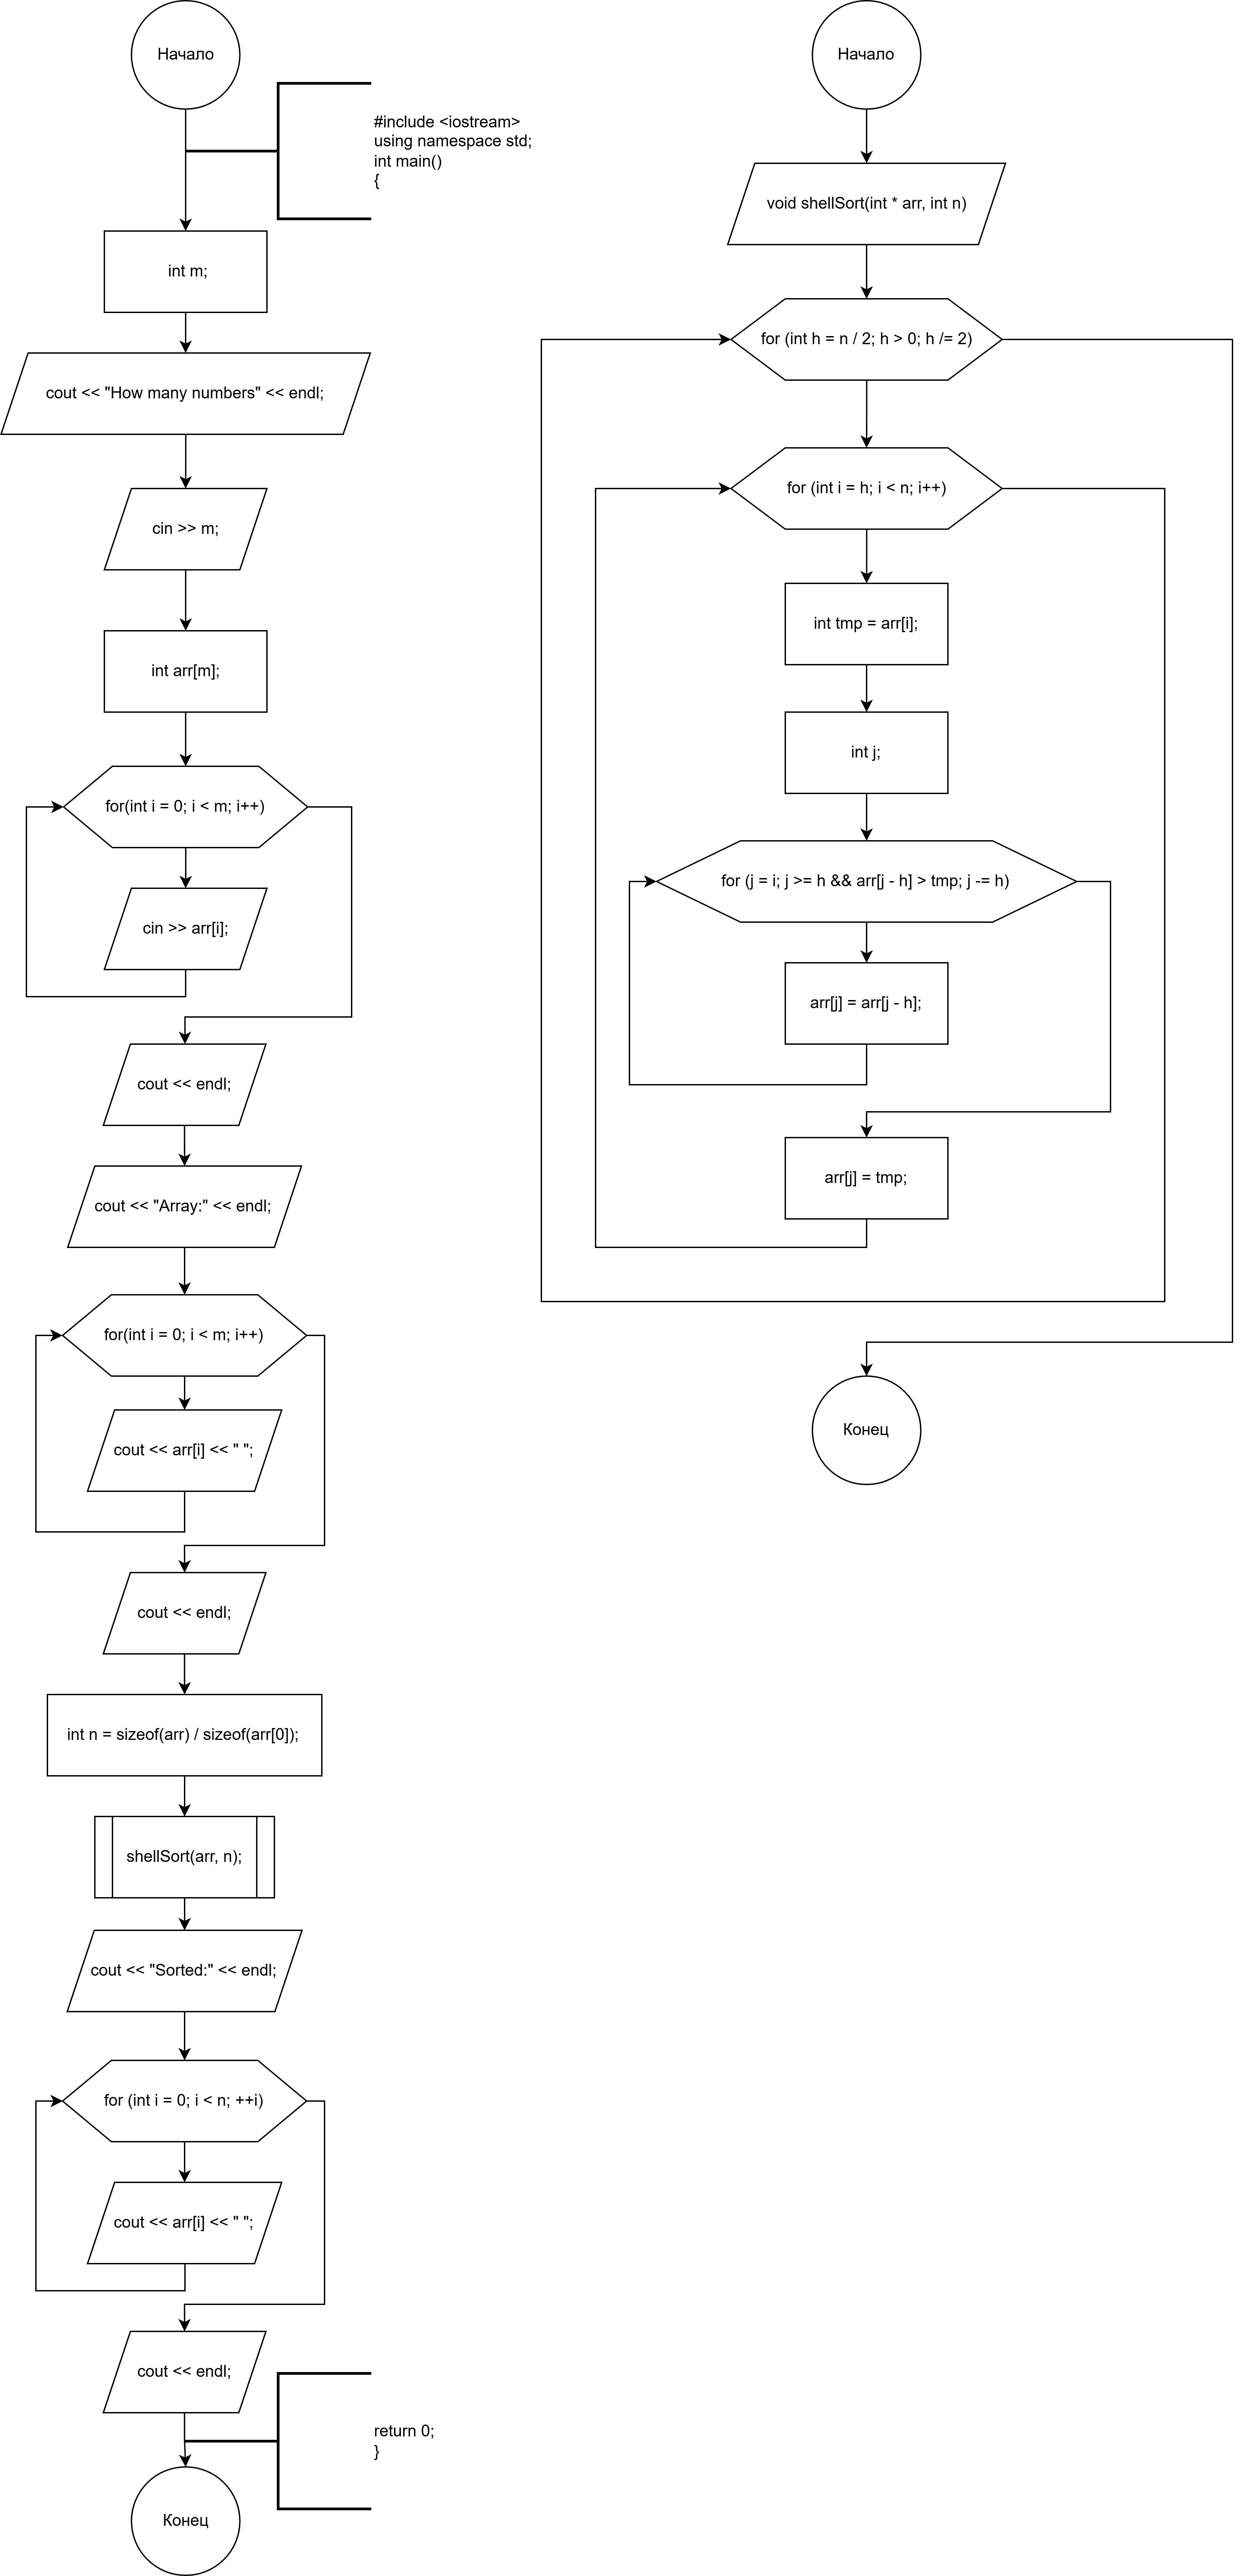 Начало
#include <iostream>
using namespace std;
int main()
{
int m;
cout << "How many numbers" << endl;
cin >> m;
int arr[m];
for(int i = 0; i < m; i++)
cin >> arr[i];
cout << endl;
cout << "Array:" << endl;
for(int i = 0; i < m; i++)
cout << arr[i] << " ";
cout << endl;
int n = sizeof(arr) / sizeof(arr[0]);
shellSort(arr, n);
cout << "Sorted:" << endl;
for (int i = 0; i < n; ++i)
cout << arr[i] << " ";
cout << endl;
return 0;
}
Конец
Начало
void shellSort(int * arr, int n)
for (int h = n / 2; h > 0; h /= 2)
for (int i = h; i < n; i++)
int tmp = arr[i];
int j;
for (j = i; j >= h && arr[j - h] > tmp; j -= h)
arr[j] = arr[j - h];
arr[j] = tmp;
Конец